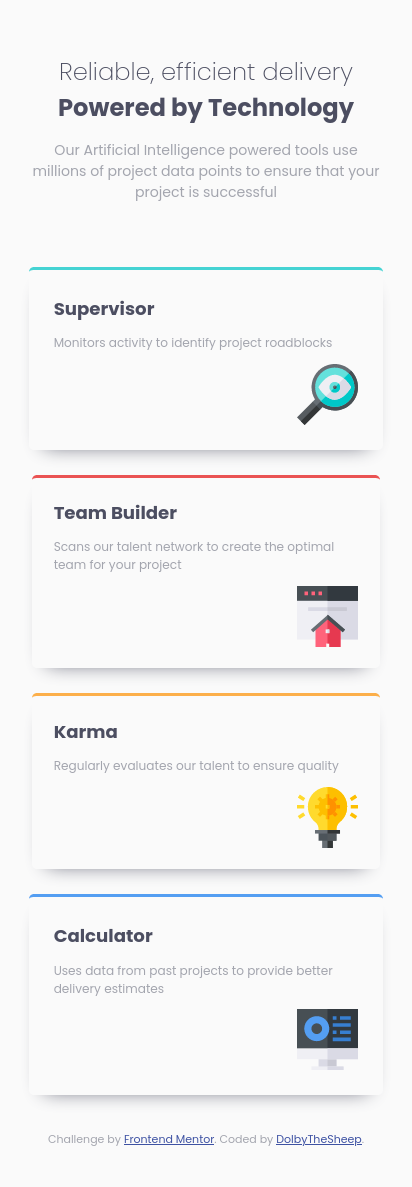 Reliable, efficient delivery
Powered by Technology
Our Artificial Intelligence powered tools use
millions of project data points to ensure that your
project is successful
Supervisor
Monitors activity to identify project roadblocks
Team Builder
Scans our talent network to create the optimal
team for your project
Karma
Regularly evaluates our talent to ensure quality
Calculator
Uses data from past projects to provide better
delivery estimates
Challenge by Frontend Mentor. Coded by DolbyTheSheep.